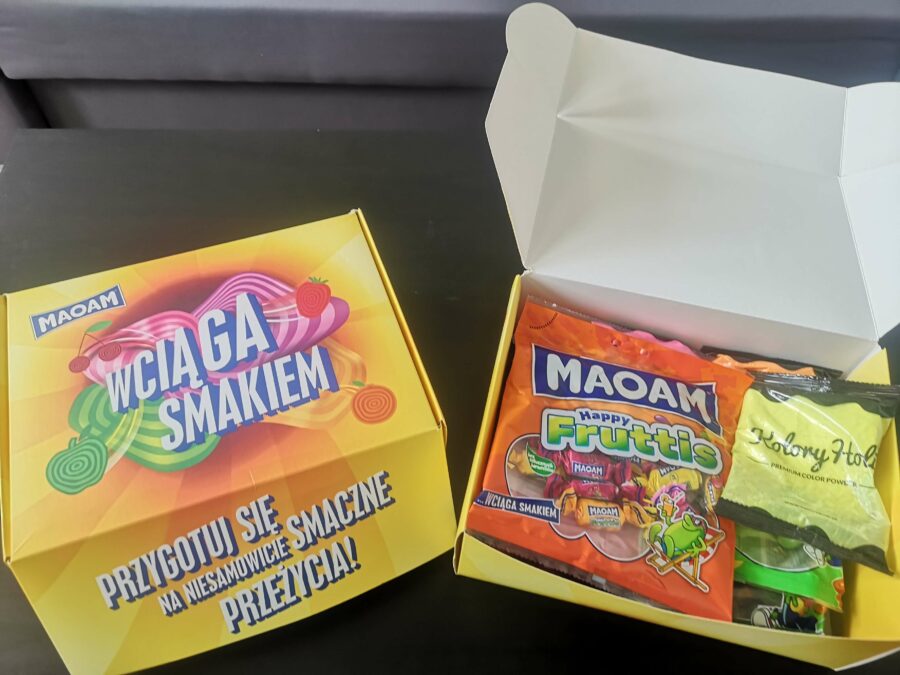 MAOAM
WCIĄGA
SMAKIEM
PRZYGOTUJ SIĘ
NA NIESAMOWICIE SMACZNE
PRZEŻYCIA!
MAOAM
Happy
Fruttis
MAOAM
MAOAM
WCIĄGA SMAKIEM
Kolory Holi
PREMIUM COLOR POWDER